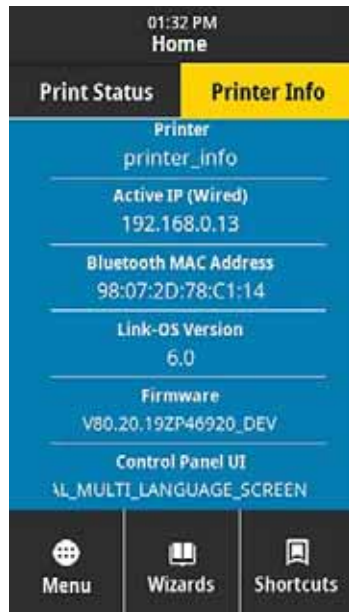 01:32 PM
Home
Print Status
Printer Info
Printer
printer_info
Active IP (Wired)
192.168.0.13
Bluetooth MAC Address
98:07:2D:78:C1:14
Link-OS Version
6.0
Firmware
V80.20.19ZP46920_DEV
Control Panel UI
\L_MULTI_LANGUAGE_SCREEN
Menu
Wizards
Shortcuts